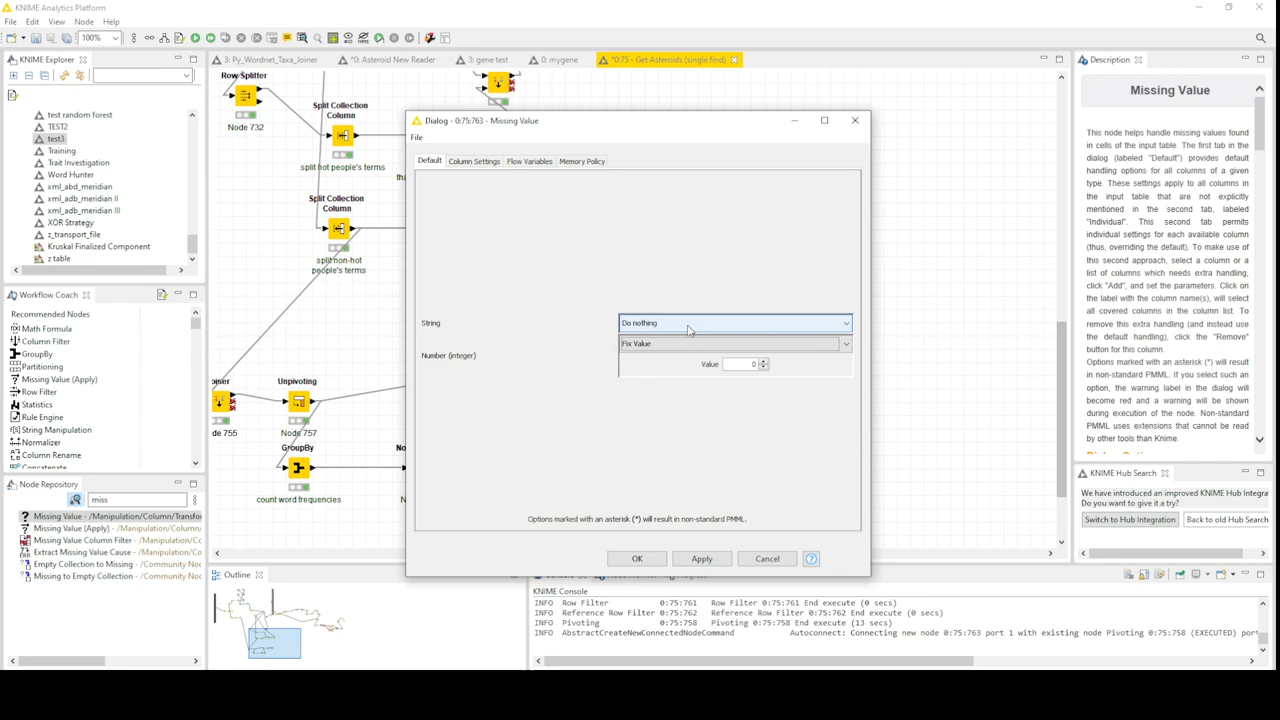 KNIME Analytics Platform
File Edit View Node Help
100%
KNIME Explorer
3: Py_Wordnet_Taxa_Joiner
*0: Asteroid New Reader
3: gene test
0: mygene
*0:75 - Get Asteroids (single find)
Description
test random forest
TEST2
test3
Training
Trait Investigation
Word Hunter
xml_abd_meridian
xml_adb_meridian II
xml_adb_meridian III
XOR Strategy
z_transport_file
Kruskal Finalized Component
z table
Workflow Coach
Recommended Nodes
Math Formula
Column Filter
GroupBy
Partitioning
Missing Value (Apply)
Row Filter
Statistics
Rule Engine
String Manipulation
Normalizer
Column Rename
Concatenate
Node Repository
miss
Missing Value - /Manipulation/Column/Transfo
Missing Value (Apply) - /Manipulation/Column/
Missing Value Column Filter - /Manipulation/Co
Extract Missing Value Cause - /Manipulation/Co
Empty Collection to Missing - /Community Noc
Missing to Empty Collection - /Community Noc
Row Splitter
Node 732
Split Collection
Column
split hot people's terms
Split Collection
Column
split non-hot
people's terms
oiner
ode 755
Unpivoting
Node 757
GroupBy
count word frequencies
Dialog - 0:75:763 - Missing Value
File
Default Column Settings Flow Variables Memory Policy
String
Do nothing
Fix Value
Number (integer)
Value 0
Options marked with an asterisk (*) will result in non-standard PMML.
OK Apply Cancel ?
Missing Value
This node helps handle missing values found
in cells of the input table. The first tab in the
dialog (labeled "Default") provides default
handling options for all columns of a given
type. These settings apply to all columns in
the input table that are not explicitly
mentioned in the second tab, labeled
"Individual". This second tab permits
individual settings for each available column
(thus, overriding the default). To make use of
this second approach, select a column or a
list of columns which needs extra handling,
click "Add", and set the parameters. Click on
the label with the column name(s), will select
all covered columns in the column list. To
remove this extra handling (and instead use
the default handling), click the "Remove"
button for this column.
Options marked with an asterisk (*) will result
in non-standard PMML. If you select such an
option, the warning label in the dialog will
become red and a warning will be shown
during execution of the node. Non-standard
PMML uses extensions that cannot be read
by other tools than Knime.
KNIME Hub Search
We have introduced an improved KNIME Hub Integra
Do you want to give it a try?
Switch to Hub Integration
Back to old Hub Search
Outline
KNIME Console
INFO Row Filter 0:75:761 Row Filter 0:75:761 End execute (0 secs)
INFO Reference Row Filter 0:75:762 Reference Row Filter 0:75:762 End execute (0 secs)
INFO Pivoting 0:75:758 Pivoting 0:75:758 End execute (13 secs)
INFO AbstractCreateNewConnectedNodeCommand Autoconnect: Connecting new node 0:75:763 port 1 with existing node Pivoting 0:75:758 (EXECUTED) port